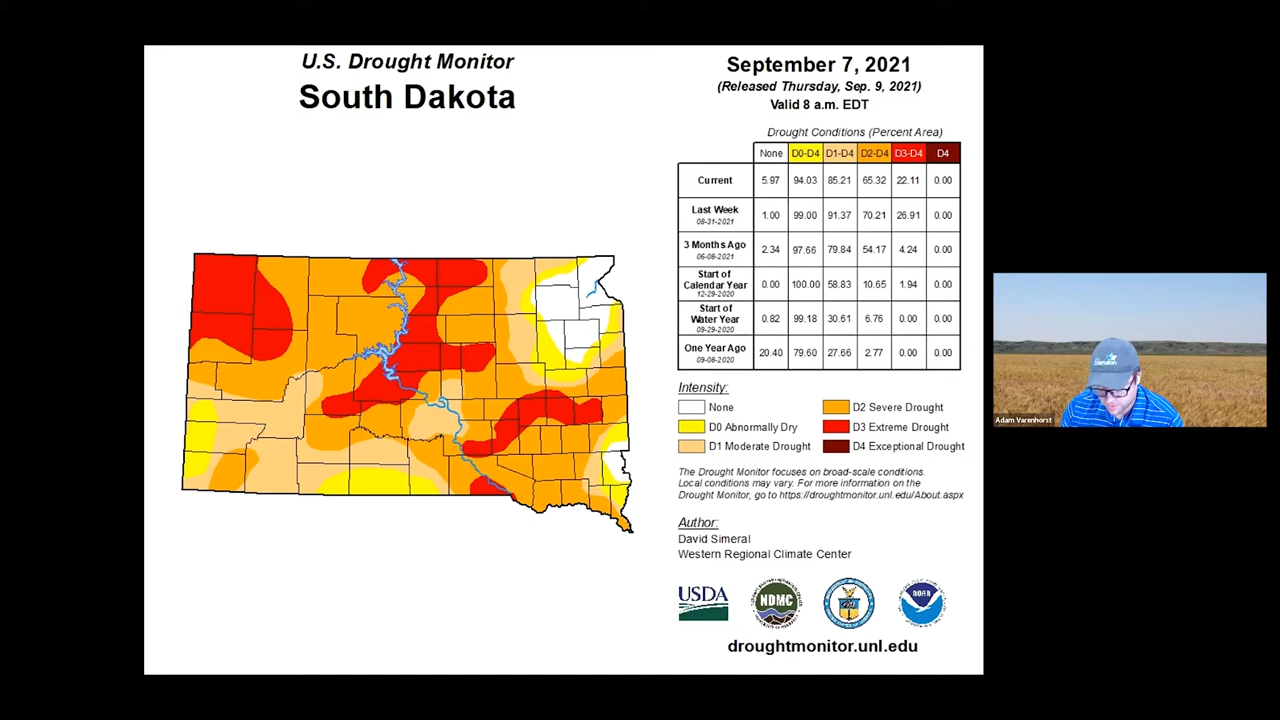 U.S. Drought Monitor
South Dakota
September 7, 2021
(Released Thursday, Sep. 9, 2021)
Valid 8 a.m. EDT
Drought Conditions (Percent Area)
None D0-D4 D1-D4 D2-D4 D3-D4 D4
Current 5.97 94.03 85.21 65.32 22.11 0.00
Last Week
08-31-2021
1.00 99.00 91.37 70.21 26.91 0.00
3 Months Ago
06-08-2021
2.34 97.66 79.84 54.17 4.24 0.00
Start of
Calendar Year
12-29-2020
0.00 100.00 58.83 10.65 1.94 0.00
Start of
Water Year
09-29-2020
0.82 99.18 30.61 6.76 0.00 0.00
One Year Ago
09-08-2020
20.40 79.60 27.66 2.77 0.00 0.00
Intensity:
None
D0 Abnormally Dry
D1 Moderate Drought
D2 Severe Drought
D3 Extreme Drought
D4 Exceptional Drought
The Drought Monitor focuses on broad-scale conditions.
Local conditions may vary. For more information on the
Drought Monitor, go to https://droughtmonitor.unl.edu/About.aspx
Author:
David Simeral
Western Regional Climate Center
USDA
NDMC
NOAA
droughtmonitor.unl.edu
Adam Varenhorst